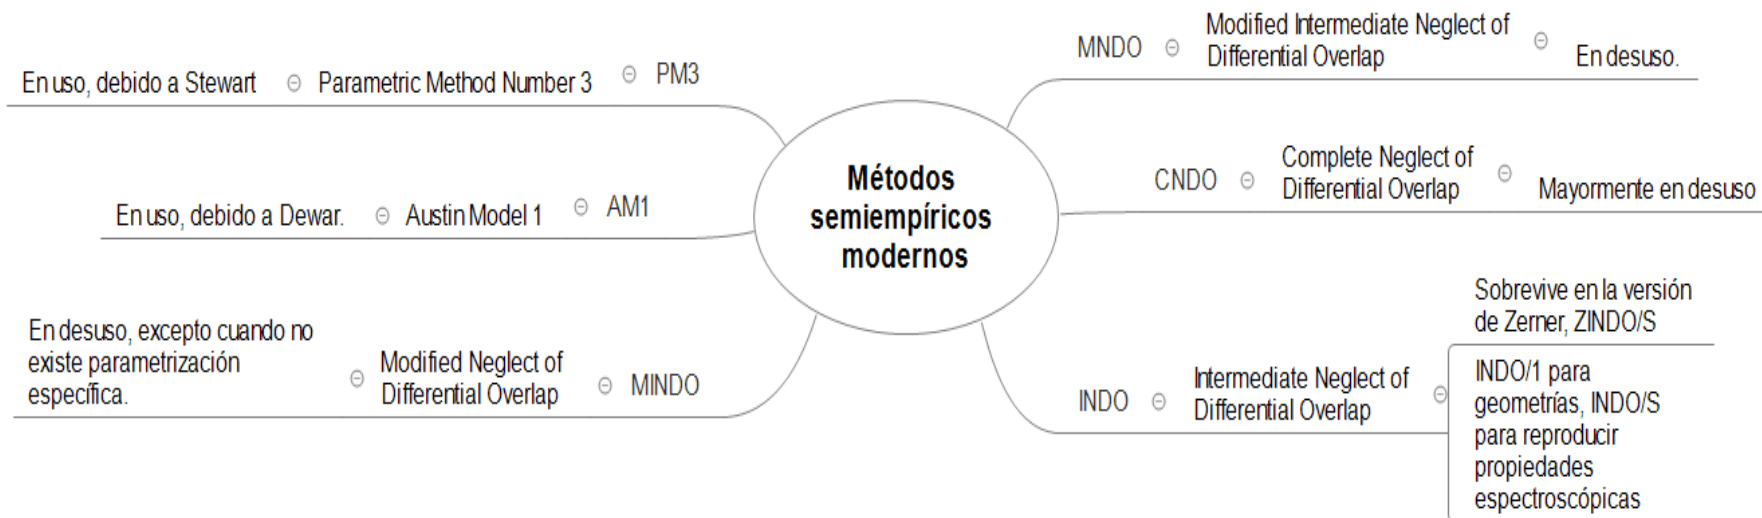 Métodos
semiempíricos
modernos
MNDO
Modified Intermediate Neglect of
Differential Overlap
En desuso.
CNDO
Complete Neglect of
Differential Overlap
Mayormente en desuso
INDO
Intermediate Neglect of
Differential Overlap
Sobrevive en la versión
de Zerner, ZINDO/S
INDO/1 para
geometrías, INDO/S
para reproducir
propiedades
espectroscópicas
PM3
Parametric Method Number 3
En uso, debido a Stewart
AM1
Austin Model 1
En uso, debido a Dewar.
MINDO
Modified Neglect of
Differential Overlap
En desuso, excepto cuando no
existe parametrización
específica.